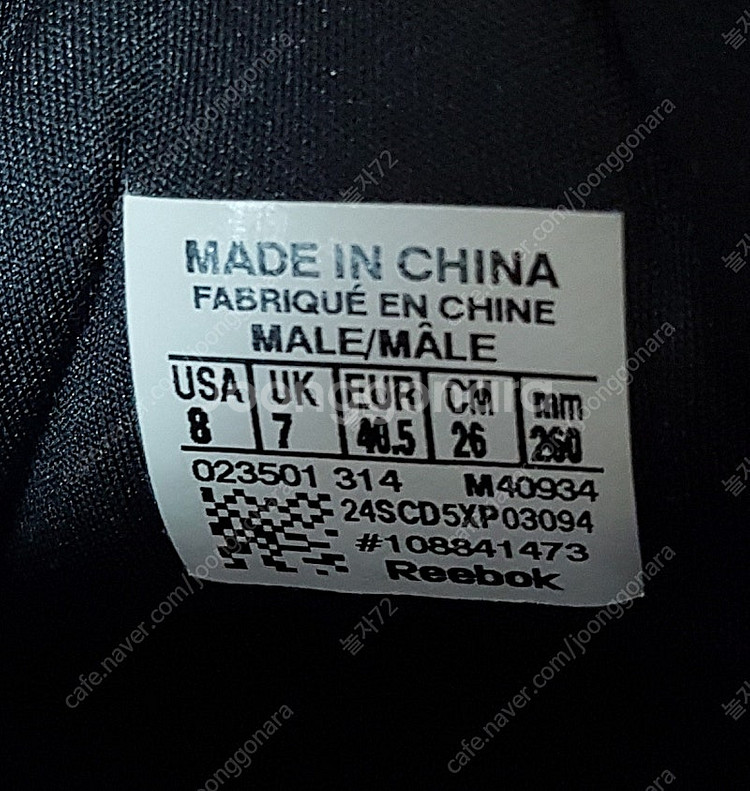 MADE IN CHINA
FABRIQUÉ EN CHINE
MALE/MÂLE
USA UK EUR CM mm
8 7 40.5 26 260
023501 314 M40934
24SCD5XP03094
#108841473
Reebok
joonggonara
놀자72
cafe.naver.com/joonggonara